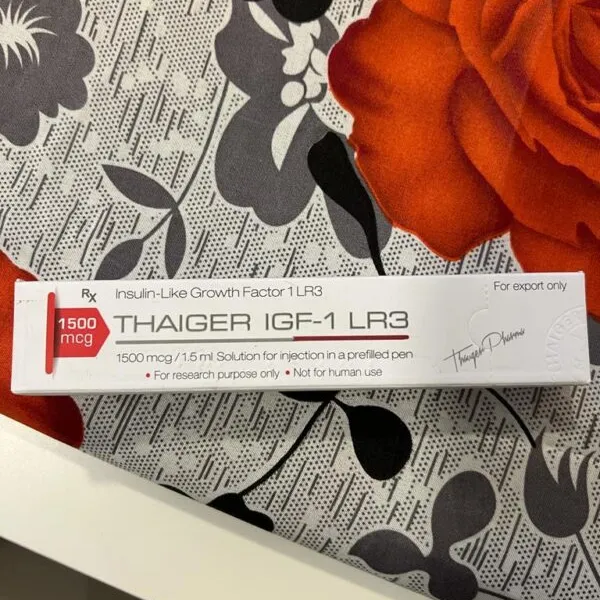 Rx Insulin-Like Growth Factor 1 LR3
For export only
1500
mcg
THAIGER IGF-1 LR3
1500 mcg / 1.5 ml Solution for injection in a prefilled pen
• For research purpose only • Not for human use
Thaiger Pharma